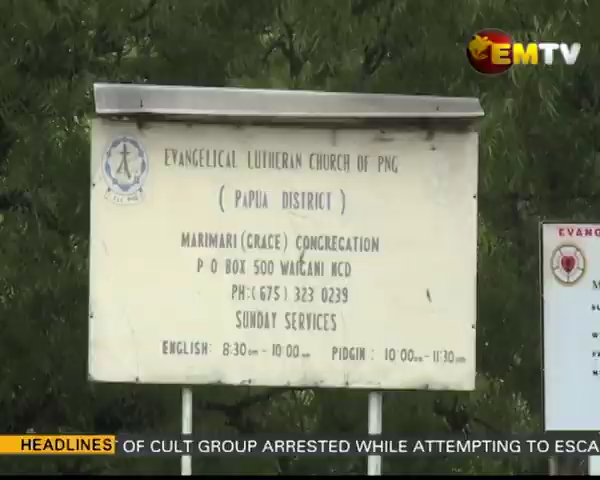 EMTV
EVANGELICAL LUTHERAN CHURCH OF PNG
( PAPUA DISTRICT )
MARIMARI (GRACE) CONGREGATION
P O BOX 500 WAIGANI NCD
PH:(675) 323 0239
SUNDAY SERVICES
ENGLISH: 8:30am - 10:00am PIDGIN : 10:00am - 11:30am
EVANG
HEADLINES OF CULT GROUP ARRESTED WHILE ATTEMPTING TO ESCA